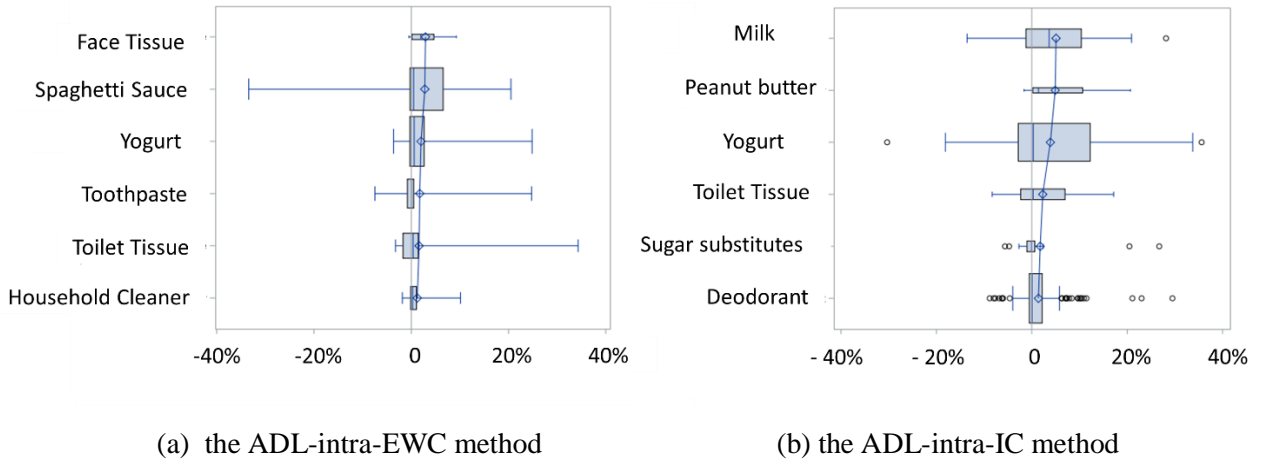 Face Tissue
Spaghetti Sauce
Yogurt
Toothpaste
Toilet Tissue
Household Cleaner
-40%
-20%
0
20%
40%
(a) the ADL-intra-EWC method
Milk
Peanut butter
Yogurt
Toilet Tissue
Sugar substitutes
Deodorant
- 40%
- 20%
0
20%
40%
(b) the ADL-intra-IC method